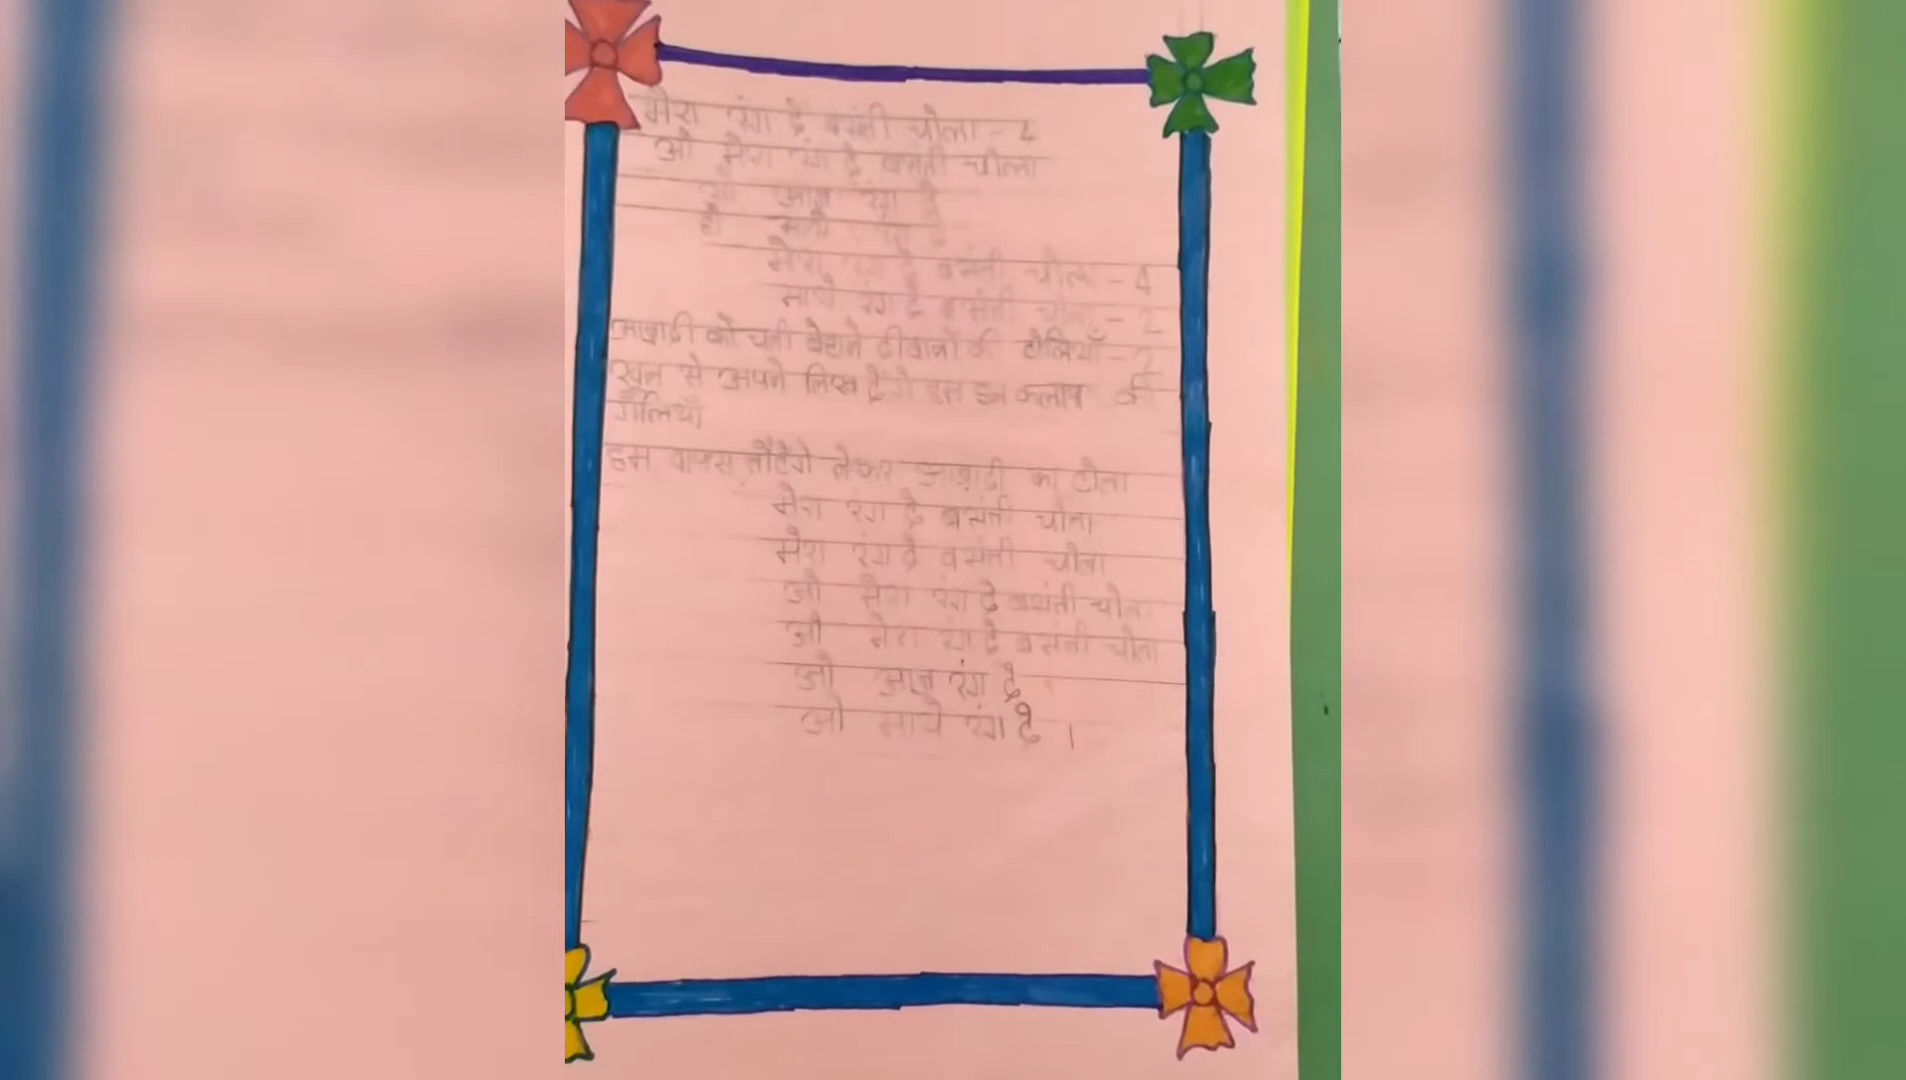 मेरा रंग दे बसंती चोला - 2
ओ मेरा रंग दे बसंती चोला
ओ आज रंग दे
हो माये रंग दे
मेरा रंग दे बसंती चोला - 4
माये रंग दे बसंती चोला - 2
आज़ादी को चली बेहाने दीवानों की टोलियाँ - 2
खून से अपने लिख देंगे हम इन कलाब की
गोलियाँ
हम वापस लौटेंगे लेकर आज़ादी का टोला
मेरा रंग दे बसंती चोला
मेरा रंग दे बसंती चोला
ओ मेरा रंग दे बसंती चोला
ओ मेरा रंग दे बसंती चोला
ओ आज रंग दे
ओ माये रंग दे ।